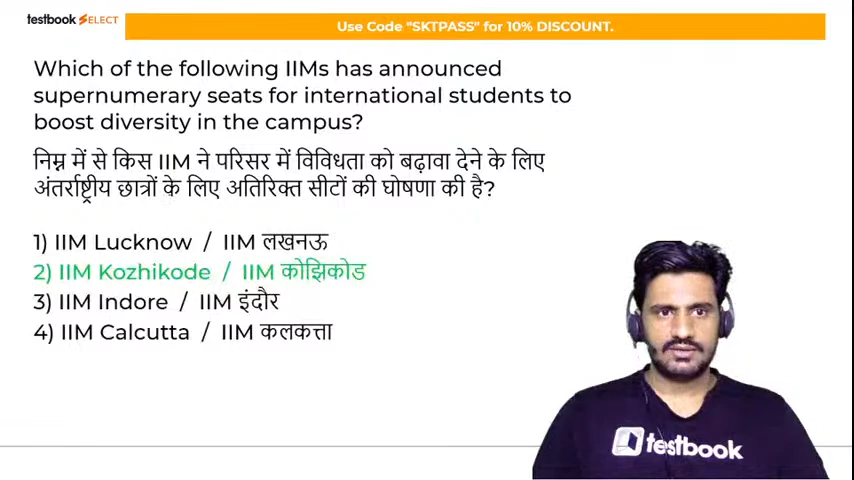 testbook SELECT
Use Code "SKTPASS" for 10% DISCOUNT.
Which of the following IIMs has announced
supernumerary seats for international students to
boost diversity in the campus?
निम्न में से किस IIM ने परिसर में विविधता को बढ़ावा देने के लिए
अंतर्राष्ट्रीय छात्रों के लिए अतिरिक्त सीटों की घोषणा की है?
1) IIM Lucknow / IIM लखनऊ
2) IIM Kozhikode / IIM कोझिकोड
3) IIM Indore / IIM इंदौर
4) IIM Calcutta / IIM कलकत्ता
testbook